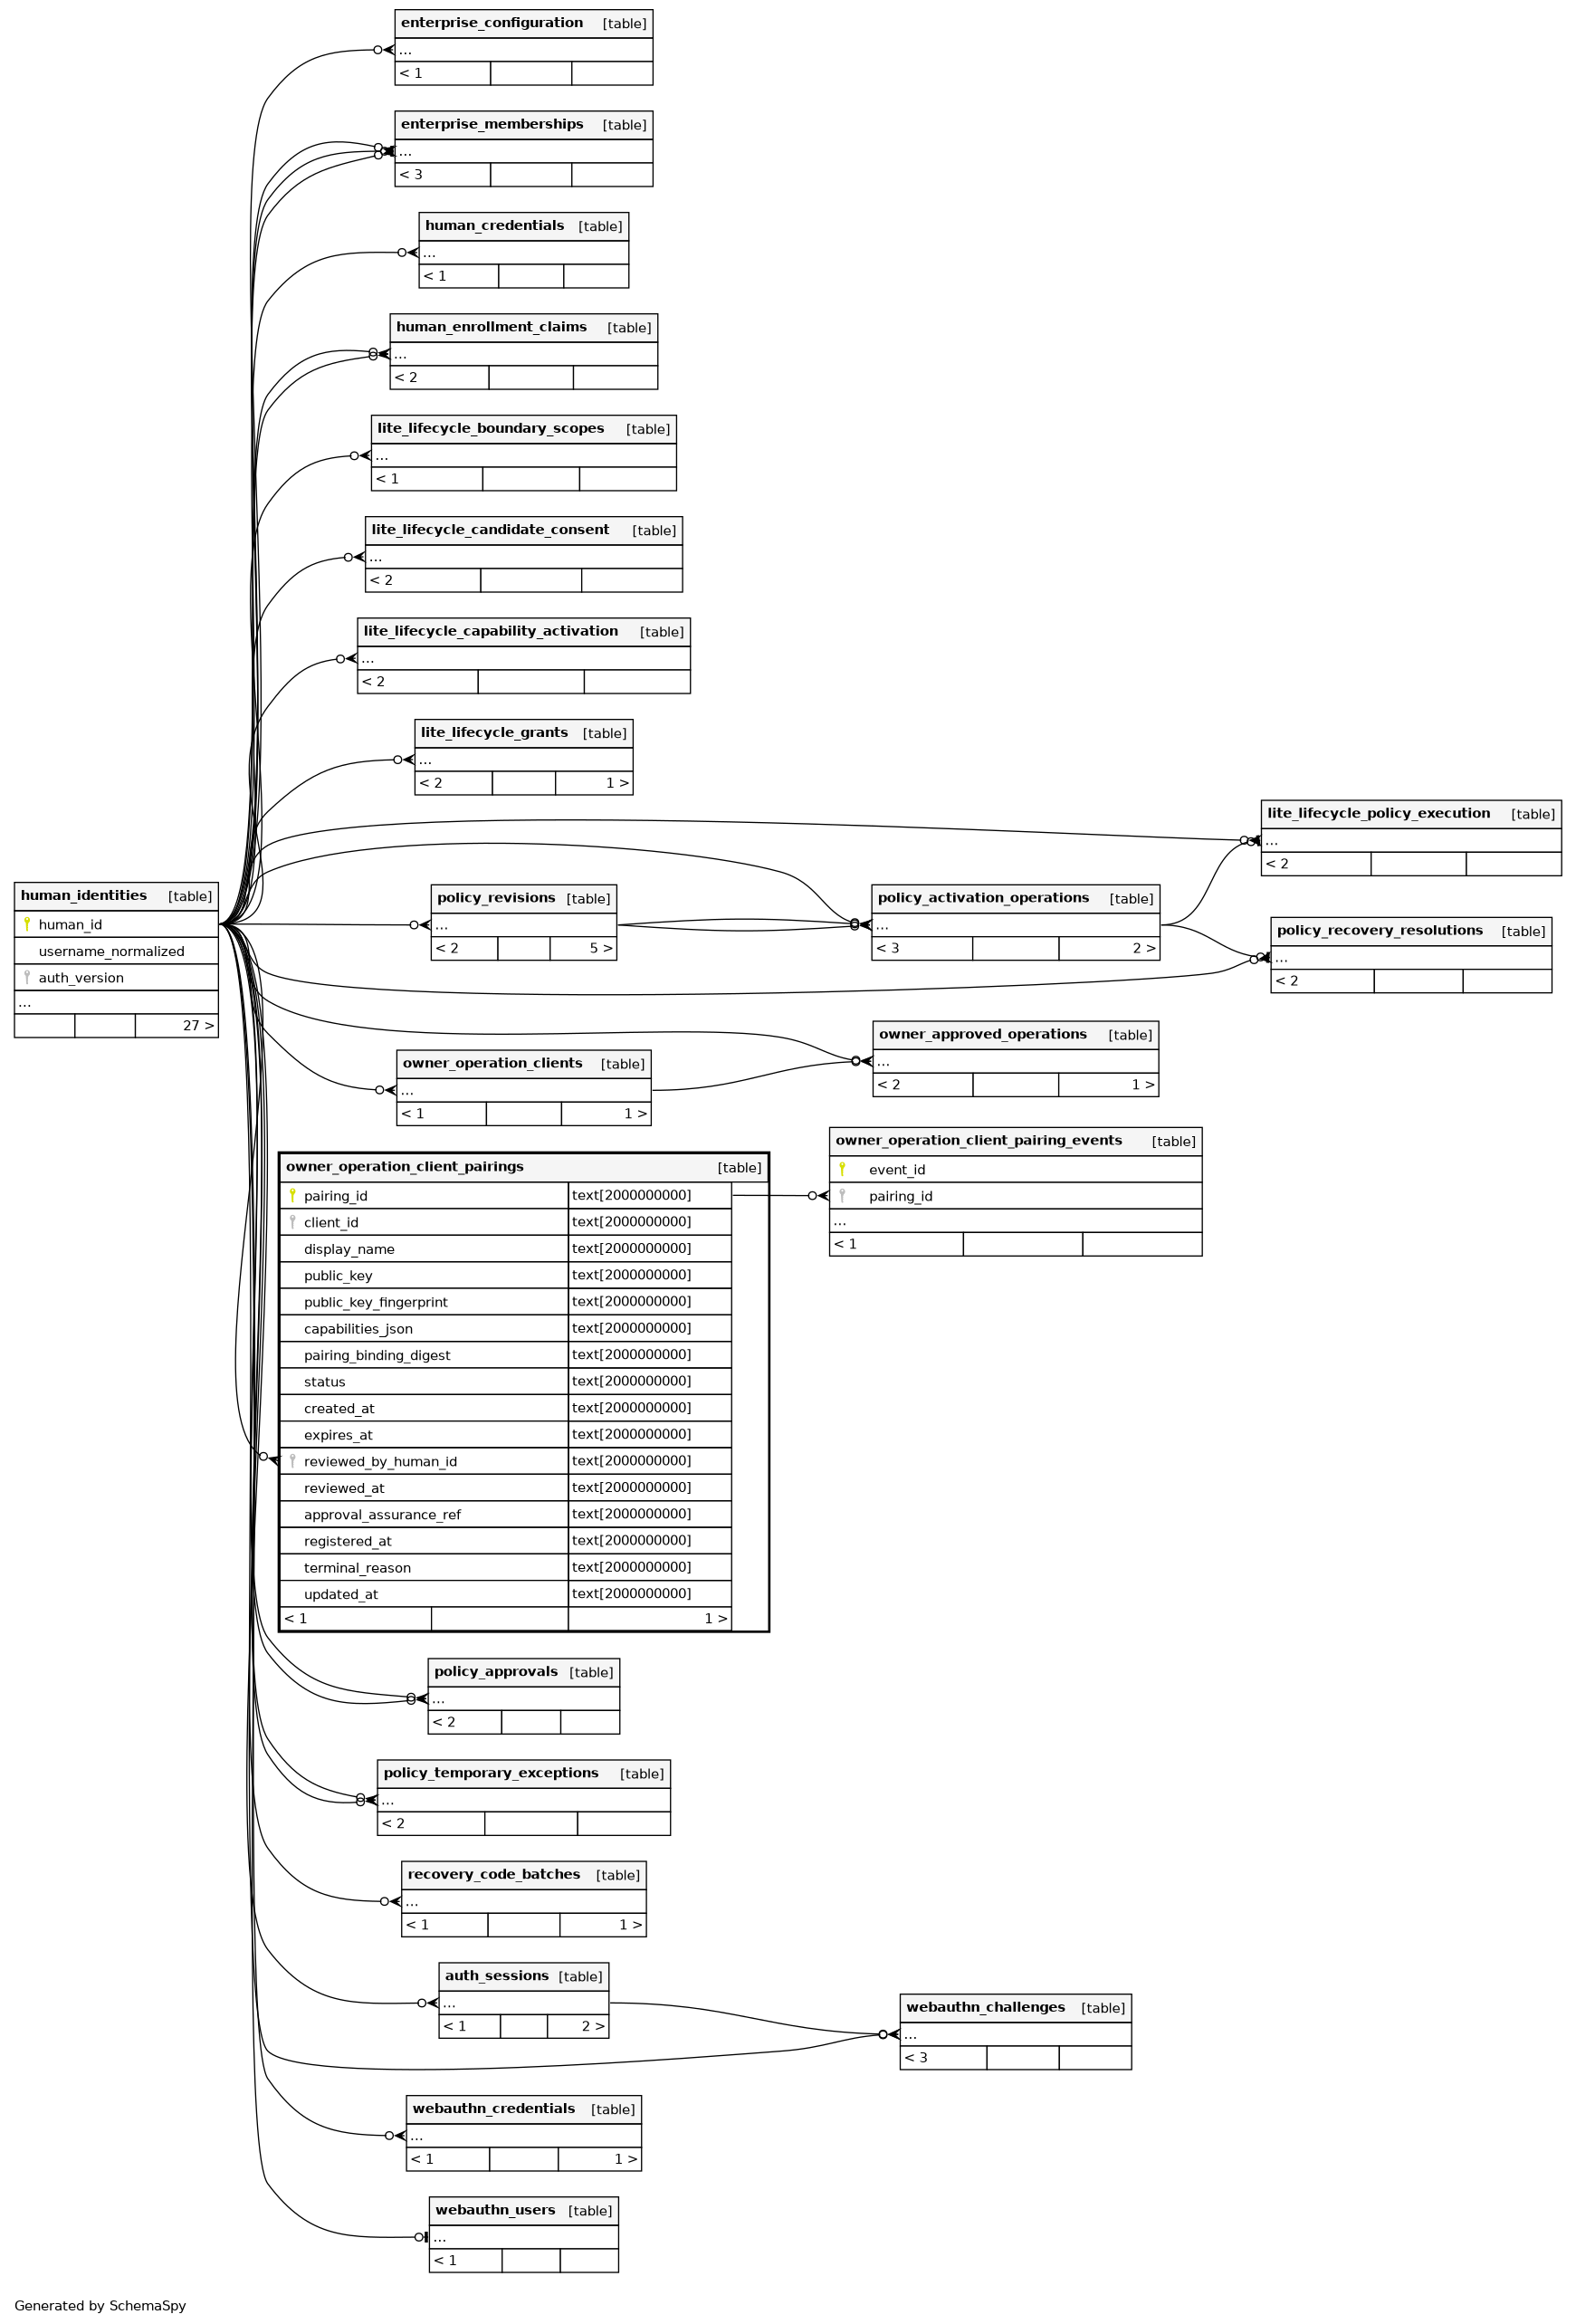 enterprise_configuration [table]
...
< 1
enterprise_memberships [table]
...
< 3
human_credentials [table]
...
< 1
human_enrollment_claims [table]
...
< 2
lite_lifecycle_boundary_scopes [table]
...
< 1
lite_lifecycle_candidate_consent [table]
...
< 2
lite_lifecycle_capability_activation [table]
...
< 2
lite_lifecycle_grants [table]
...
< 2 1 >
lite_lifecycle_policy_execution [table]
...
< 2
human_identities [table]
human_id
username_normalized
auth_version
...
27 >
policy_revisions [table]
...
< 2 5 >
policy_activation_operations [table]
...
< 3 2 >
policy_recovery_resolutions [table]
...
< 2
owner_approved_operations [table]
...
< 2 1 >
owner_operation_clients [table]
...
< 1 1 >
owner_operation_client_pairing_events [table]
event_id
pairing_id
...
< 1
owner_operation_client_pairings [table]
pairing_id text[2000000000]
client_id text[2000000000]
display_name text[2000000000]
public_key text[2000000000]
public_key_fingerprint text[2000000000]
capabilities_json text[2000000000]
pairing_binding_digest text[2000000000]
status text[2000000000]
created_at text[2000000000]
expires_at text[2000000000]
reviewed_by_human_id text[2000000000]
reviewed_at text[2000000000]
approval_assurance_ref text[2000000000]
registered_at text[2000000000]
terminal_reason text[2000000000]
updated_at text[2000000000]
< 1 1 >
policy_approvals [table]
...
< 2
policy_temporary_exceptions [table]
...
< 2
recovery_code_batches [table]
...
< 1 1 >
auth_sessions [table]
...
< 1 2 >
webauthn_challenges [table]
...
< 3
webauthn_credentials [table]
...
< 1 1 >
webauthn_users [table]
...
< 1
Generated by SchemaSpy